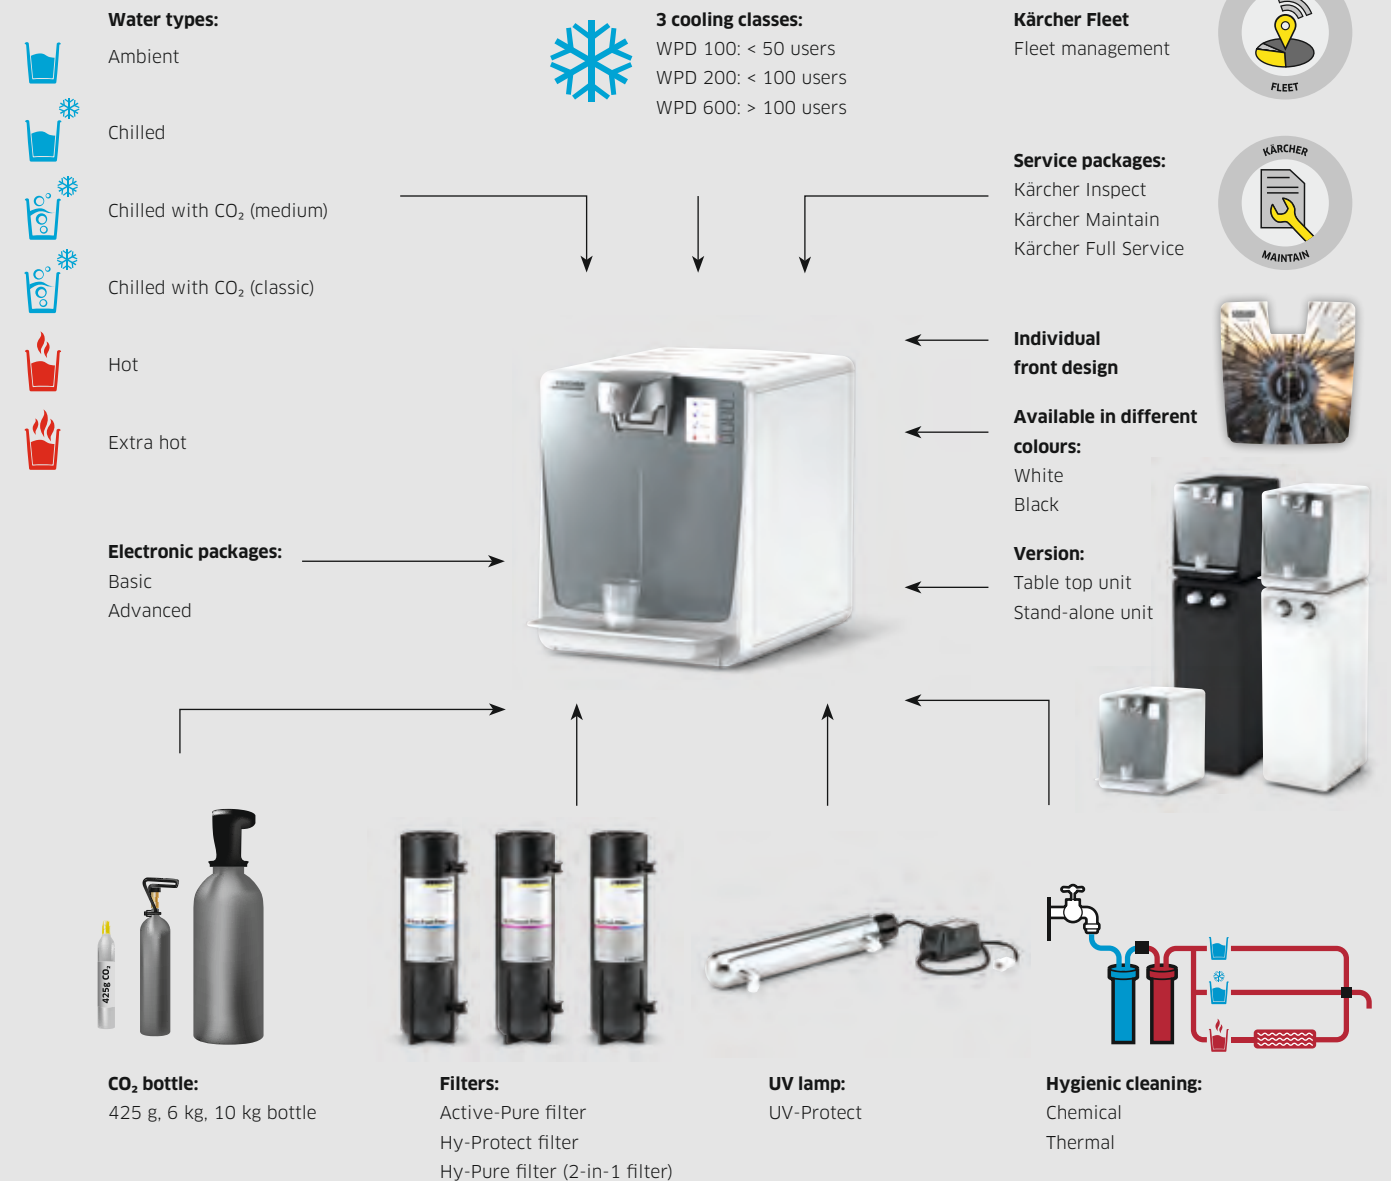 Water types:
Ambient
Chilled
Chilled with CO₂ (medium)
Chilled with CO₂ (classic)
Hot
Extra hot
3 cooling classes:
WPD 100: < 50 users
WPD 200: < 100 users
WPD 600: > 100 users
Kärcher Fleet
Fleet management
FLEET
Service packages:
Kärcher Inspect
Kärcher Maintain
Kärcher Full Service
KÄRCHER
MAINTAIN
Individual
front design
Available in different
colours:
White
Black
Version:
Table top unit
Stand-alone unit
Electronic packages:
Basic
Advanced
425g CO₂
CO₂ bottle:
425 g, 6 kg, 10 kg bottle
Filters:
Active-Pure filter
Hy-Protect filter
Hy-Pure filter (2-in-1 filter)
UV lamp:
UV-Protect
Hygienic cleaning:
Chemical
Thermal